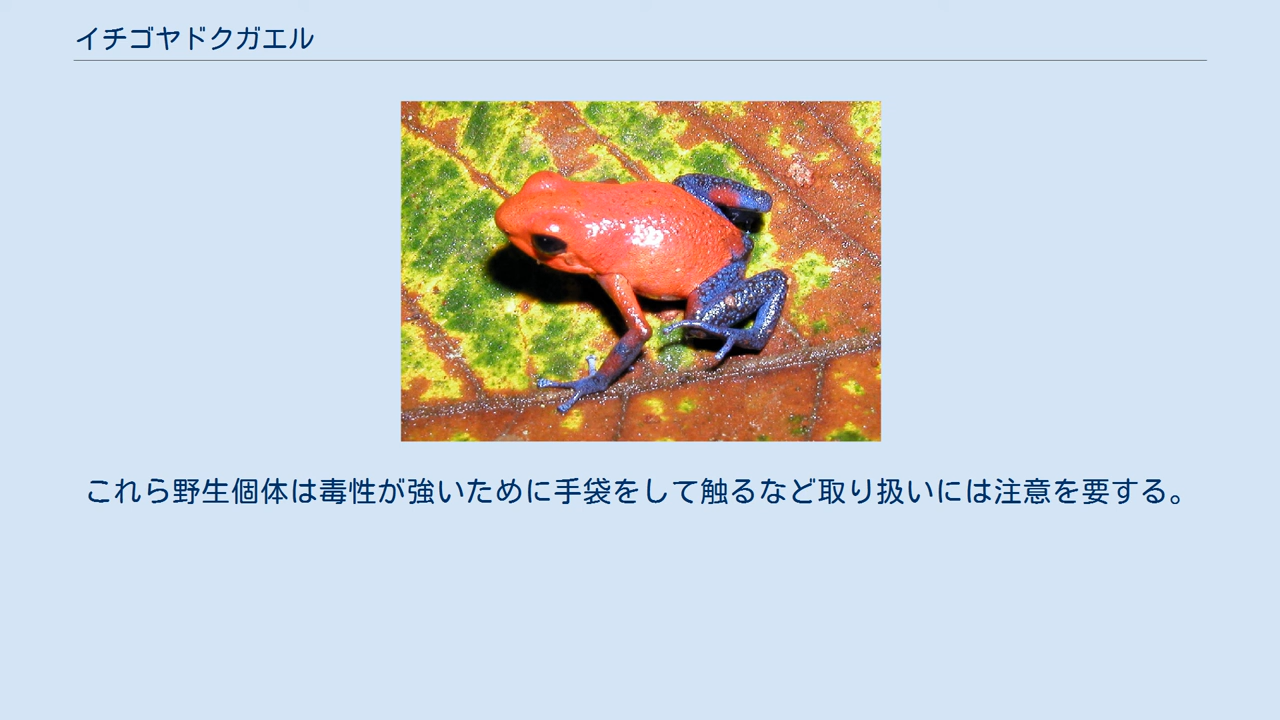 イチゴヤドクガエル
これら野生個体は毒性が強いために手袋をして触るなど取り扱いには注意を要する。